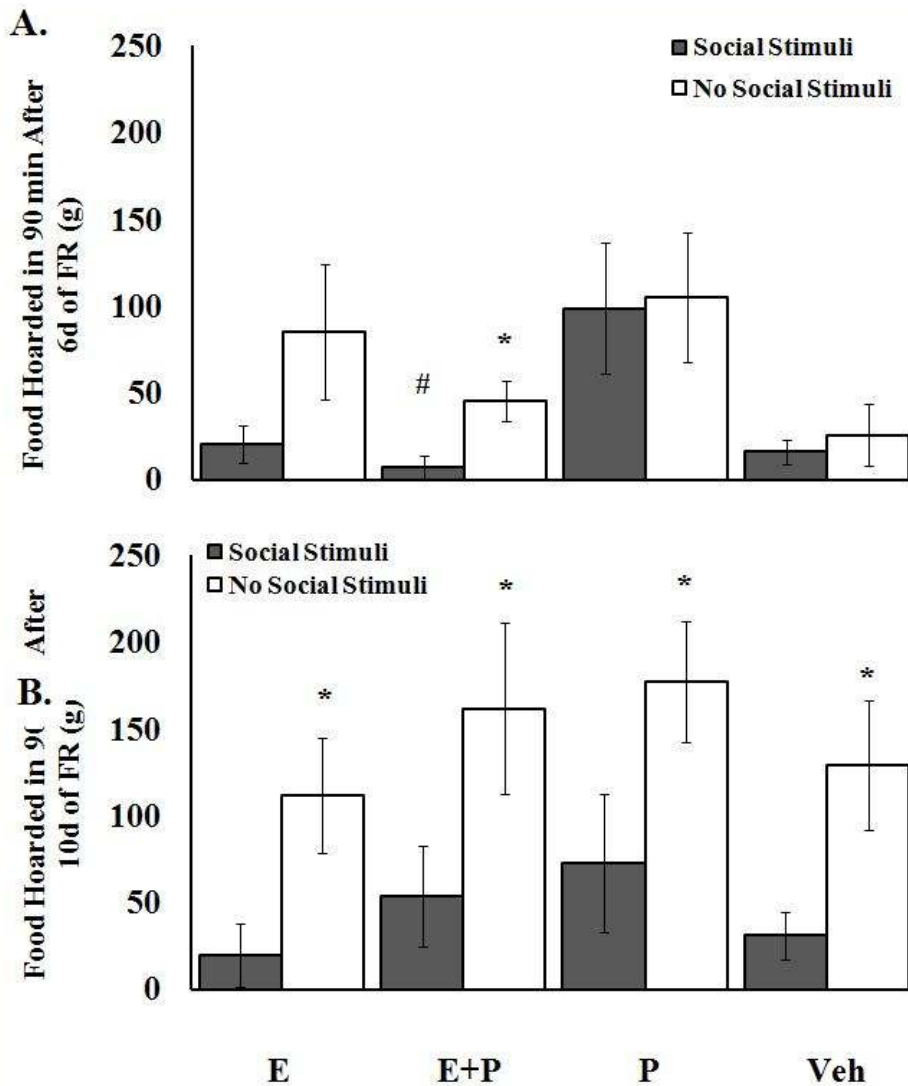 A.
250
200
150
100
50
0
Food Hoarded in 90 min After
6d of FR (g)
Social Stimuli
No Social Stimuli
#
*
B.
250
200
150
100
50
0
Food Hoarded in 9( After
10d of FR (g)
Social Stimuli
No Social Stimuli
*
*
*
*
E E+P P Veh